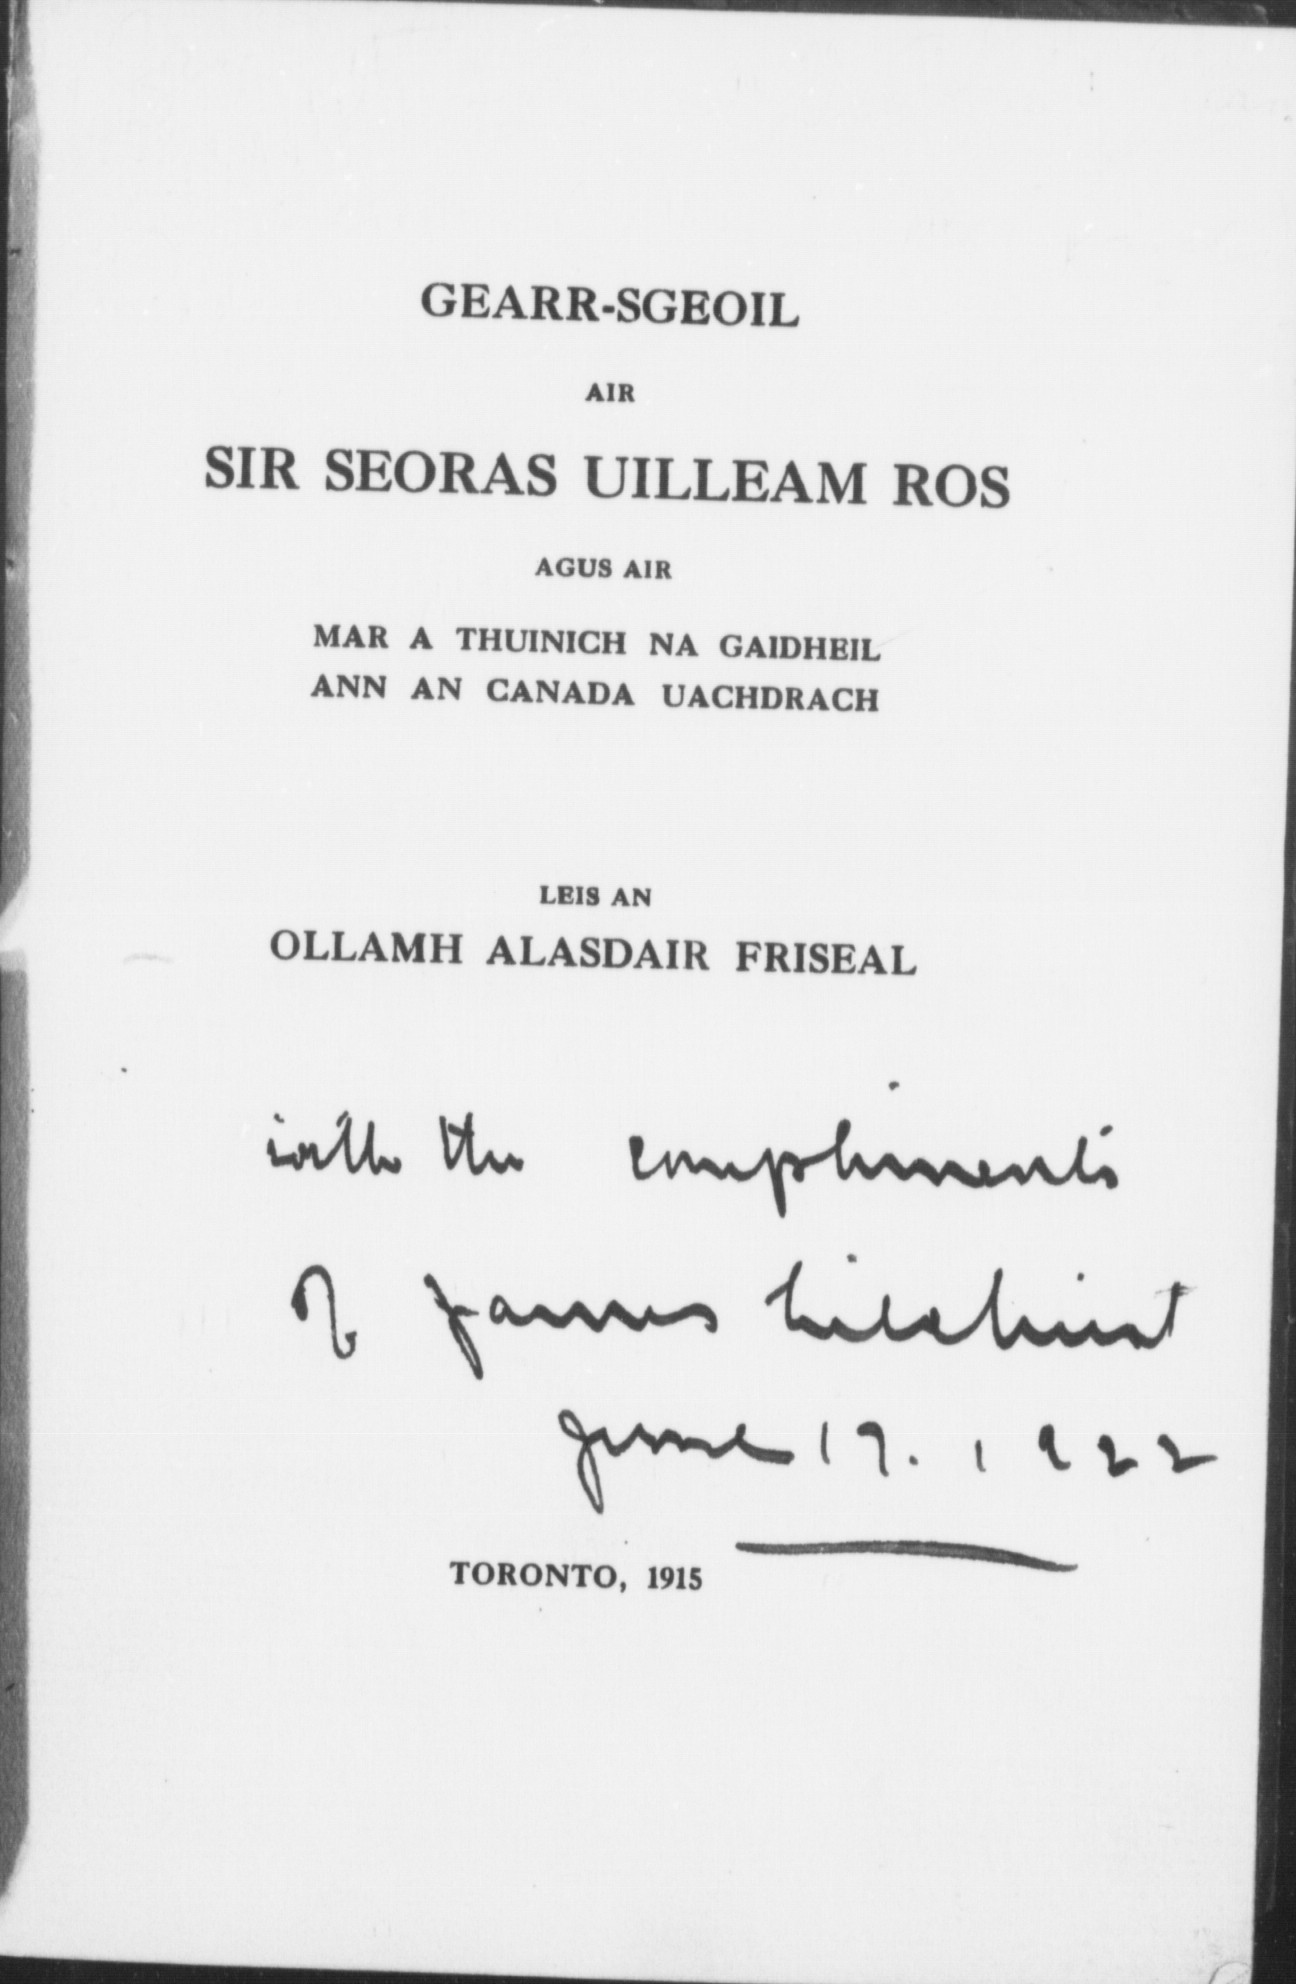 GEARR-SGEOIL
AIR
SIR SEORAS UILLEAM ROS
AGUS AIR
MAR A THUINICH NA GAIDHEIL
ANN AN CANADA UACHDRACH
LEIS AN
OLLAMH ALASDAIR FRISEAL
with the compliments
of James Gilchrist
June 19. 1922
TORONTO, 1915